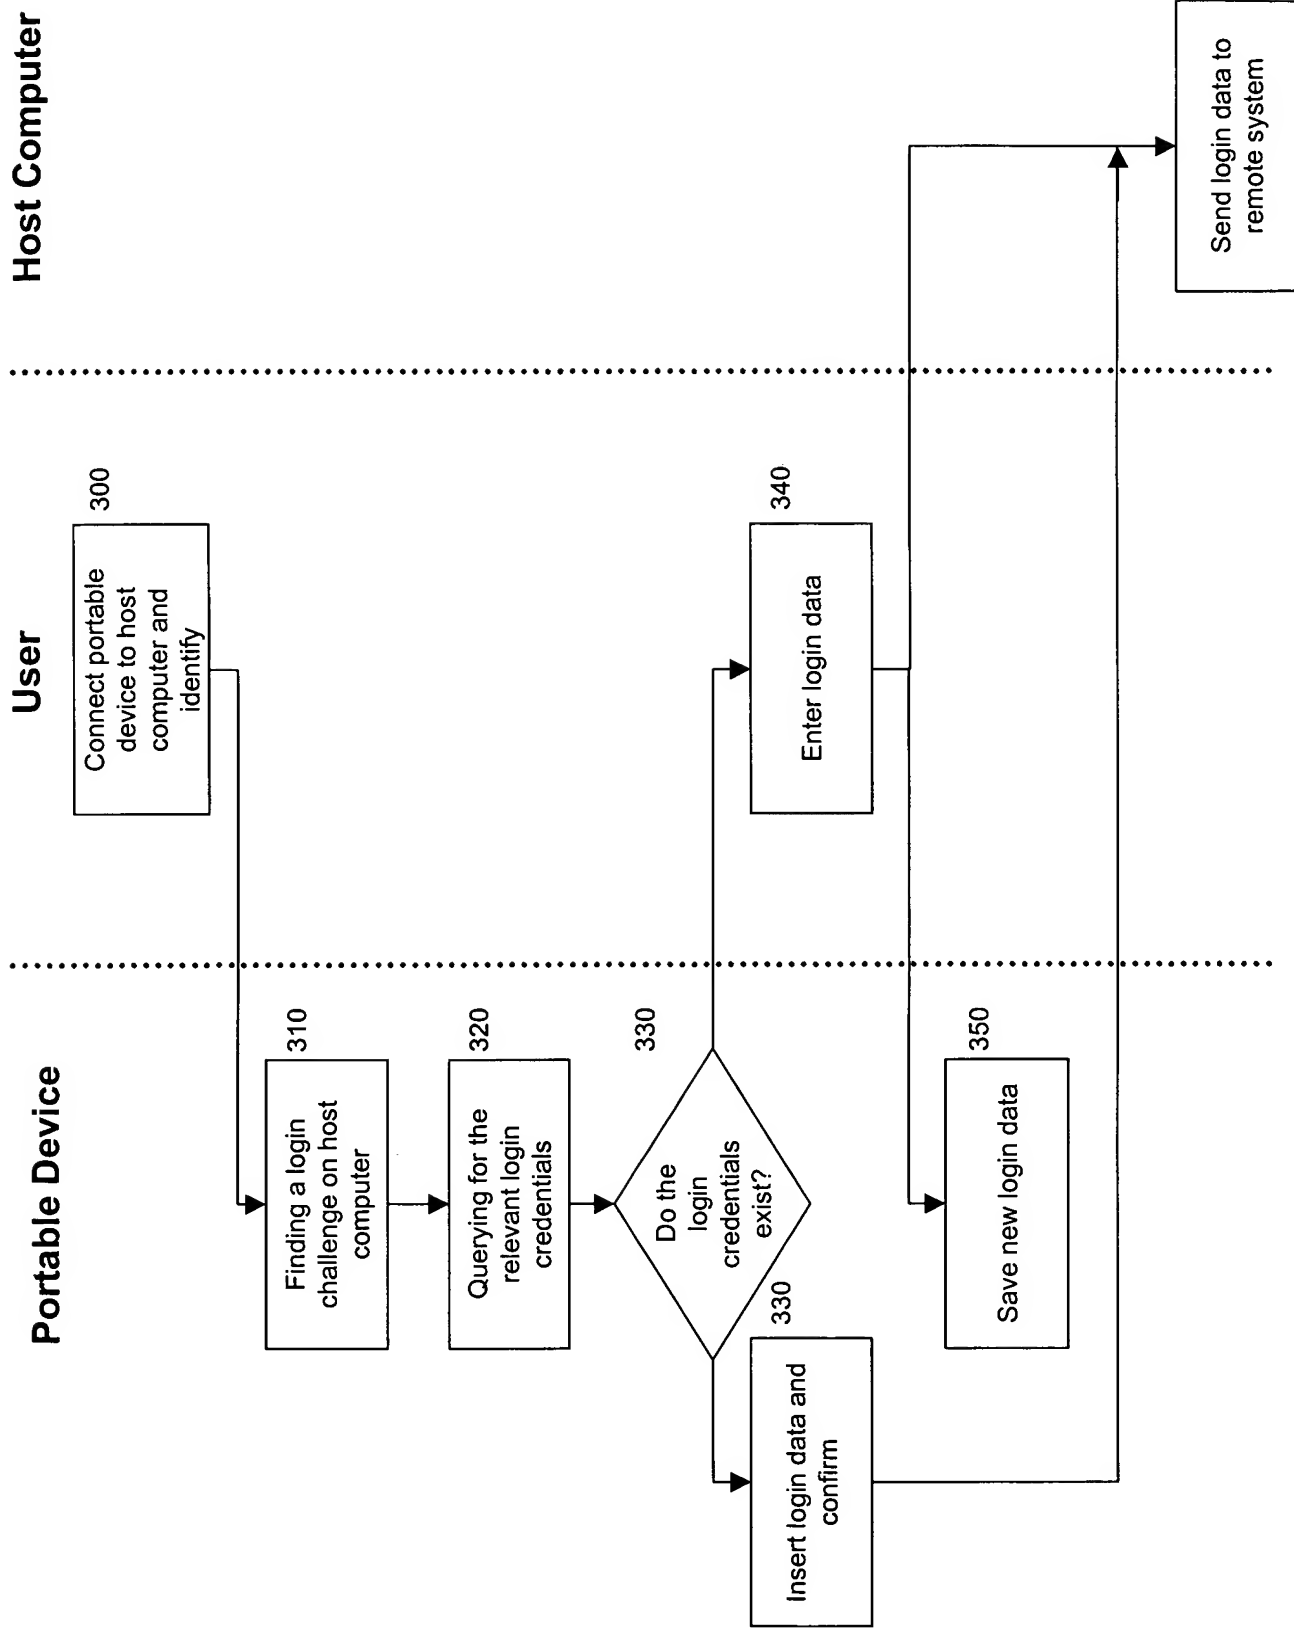 Portable Device
User
Host Computer
300
Connect portable
device to host
computer and
identify
310
Finding a login
challenge on host
computer
320
Querying for the
relevant login
credentials
330
Do the
login
credentials
exist?
330
Insert login data and
confirm
340
Enter login data
350
Save new login data
Send login data to
remote system